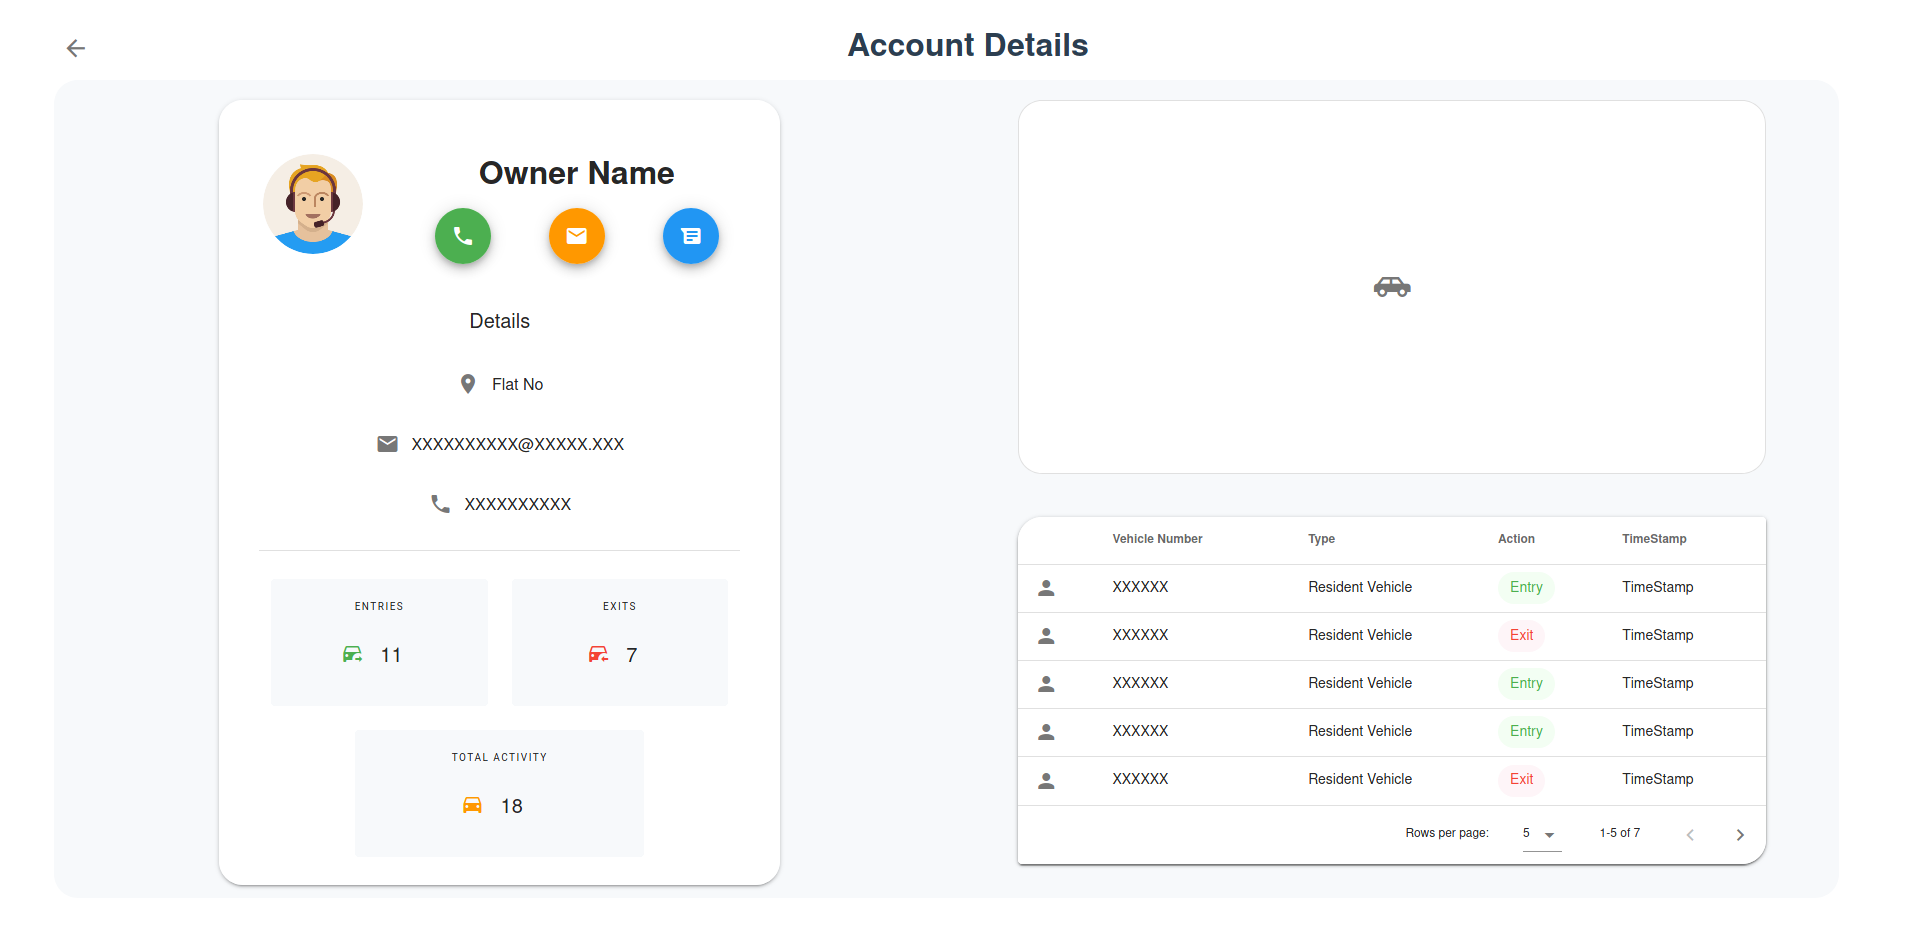 Account Details
Owner Name
Details
Flat No
XXXXXXXXXX@XXXXX.XXX
XXXXXXXXXX
ENTRIES
11
EXITS
7
TOTAL ACTIVITY
18
Vehicle Number Type Action TimeStamp
XXXXXX Resident Vehicle Entry TimeStamp
XXXXXX Resident Vehicle Exit TimeStamp
XXXXXX Resident Vehicle Entry TimeStamp
XXXXXX Resident Vehicle Entry TimeStamp
XXXXXX Resident Vehicle Exit TimeStamp
Rows per page: 5 1-5 of 7